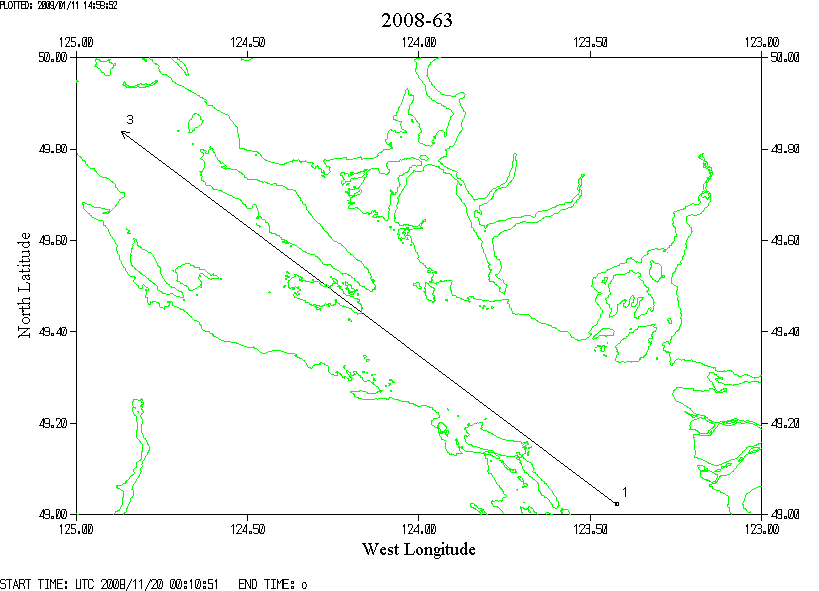 PLOTTED: 2009/01/11 14:58:52
2008-63
125.00 124.50 124.00 123.50 123.00
50.00 50.00
3
49.80 49.80
49.60 49.60
North Latitude
49.40 49.40
49.20 49.20
1
49.00 49.00
125.00 124.50 124.00 123.50 123.00
West Longitude
START TIME: UTC 2008/11/20 00:10:51 END TIME: o